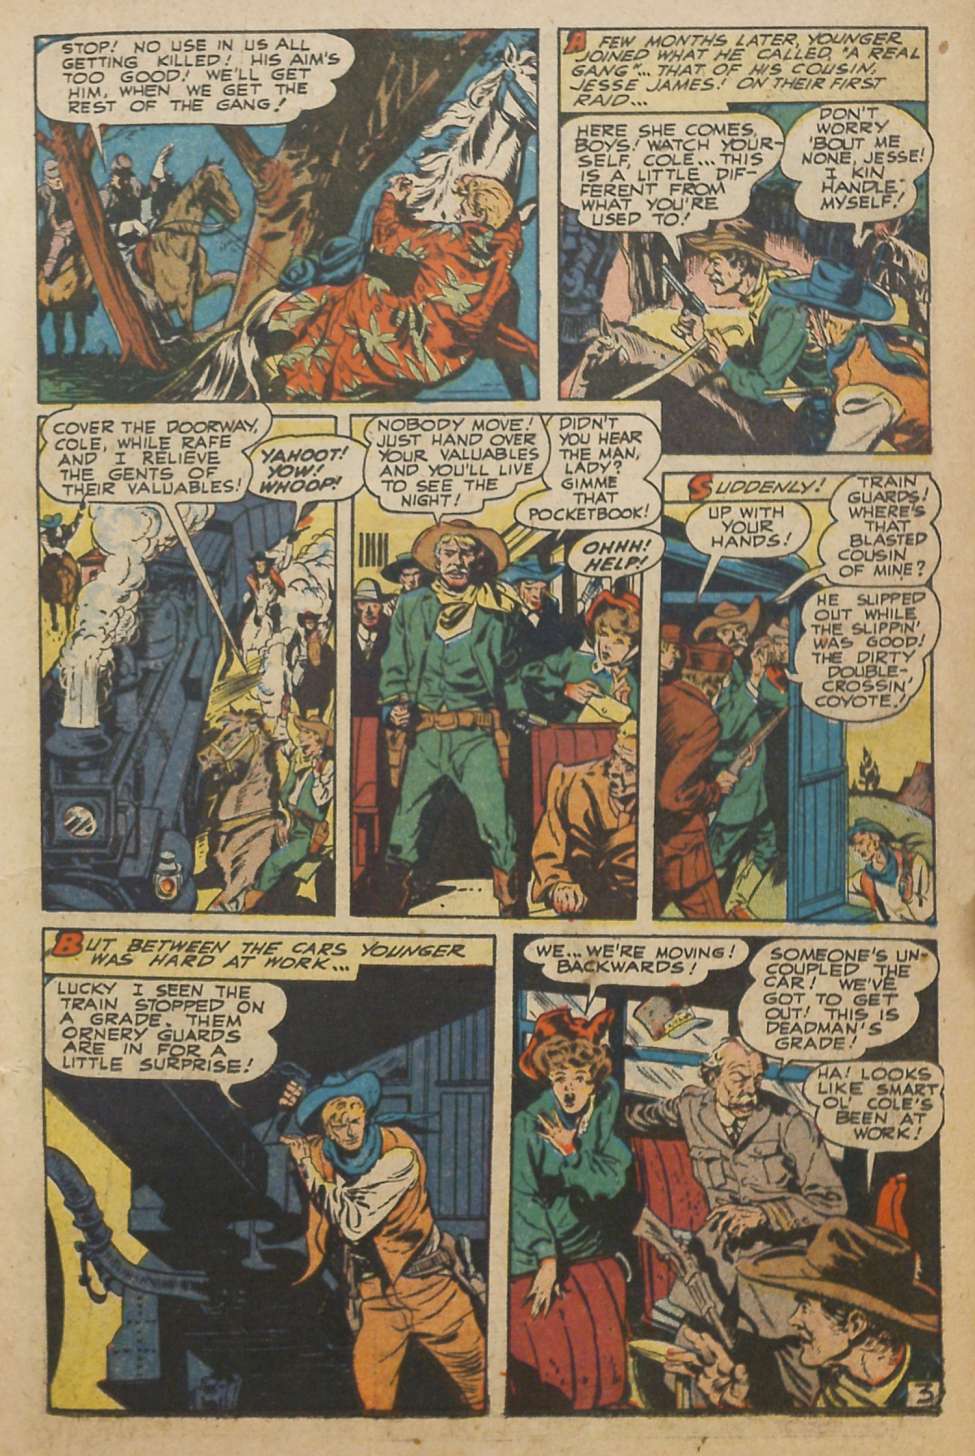 STOP! NO USE IN US ALL
GETTING KILLED! HIS AIM'S
TOO GOOD! WE'LL GET
HIM, WHEN WE GET THE
REST OF THE GANG!
A FEW MONTHS LATER, YOUNGER
JOINED WHAT HE CALLED, "A REAL
GANG"... THAT OF HIS COUSIN,
JESSE JAMES! ON THEIR FIRST
RAID...
HERE SHE COMES,
BOYS! WATCH YOUR-
SELF, COLE... THIS
IS A LITTLE DIF-
FERENT FROM
WHAT YOU'RE
USED TO!
DON'T
WORRY
'BOUT ME
NONE, JESSE!
I KIN
HANDLE
MYSELF!
COVER THE DOORWAY,
COLE, WHILE RAFE
AND I RELIEVE
THE GENTS OF
THEIR VALUABLES!
YAHOOT!
YOW!
WHOOP!
NOBODY MOVE!
JUST HAND OVER
YOUR VALUABLES
AND YOU'LL LIVE
TO SEE THE
NIGHT!
DIDN'T
YOU HEAR
THE MAN,
LADY?
GIMME
THAT
POCKETBOOK!
OHHH!
HELP!
SUDDENLY!
UP WITH
YOUR
HANDS!
TRAIN
GUARDS!
WHERE'S
THAT
BLASTED
COUSIN
OF MINE?
HE SLIPPED
OUT WHILE
THE SLIPPIN'
WAS GOOD!
THE DIRTY
DOUBLE-
CROSSIN'
COYOTE!
BUT BETWEEN THE CARS YOUNGER
WAS HARD AT WORK...
LUCKY I SEEN THE
TRAIN STOPPED ON
A GRADE. THEM
ORNERY GUARDS
ARE IN FOR A
LITTLE SURPRISE!
WE... WE'RE MOVING!
BACKWARDS!
SOMEONE'S UN-
COUPLED THE
CAR! WE'VE
GOT TO GET
OUT! THIS IS
DEADMAN'S
GRADE!
HA! LOOKS
LIKE SMART
OL' COLE'S
BEEN AT
WORK!
3